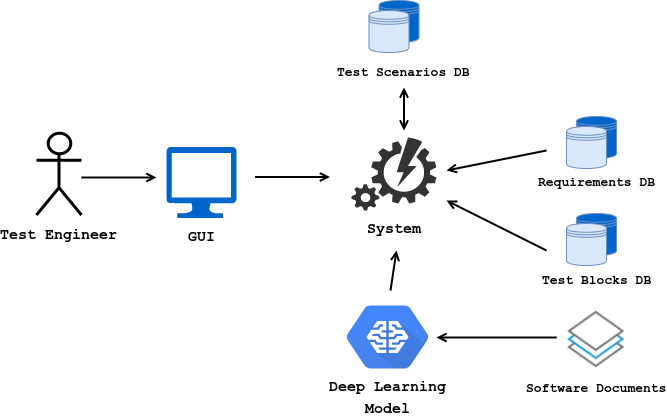 Test Scenarios DB
Requirements DB
Test Engineer
GUI
System
Test Blocks DB
Deep Learning
Model
Software Documents